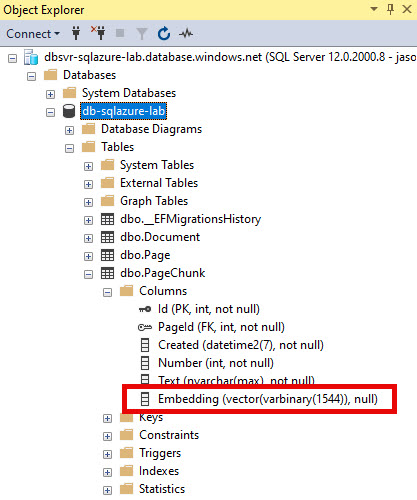 Object Explorer
Connect
dbsvr-sqlazure-lab.database.windows.net (SQL Server 12.0.2000.8 - jaso
Databases
System Databases
db-sqlazure-lab
Database Diagrams
Tables
System Tables
External Tables
Graph Tables
dbo.__EFMigrationsHistory
dbo.Document
dbo.Page
dbo.PageChunk
Columns
Id (PK, int, not null)
PageId (FK, int, not null)
Created (datetime2(7), not null)
Number (int, not null)
Text (nvarchar(max), not null)
Embedding (vector(varbinary(1544)), null)
Keys
Constraints
Triggers
Indexes
Statistics